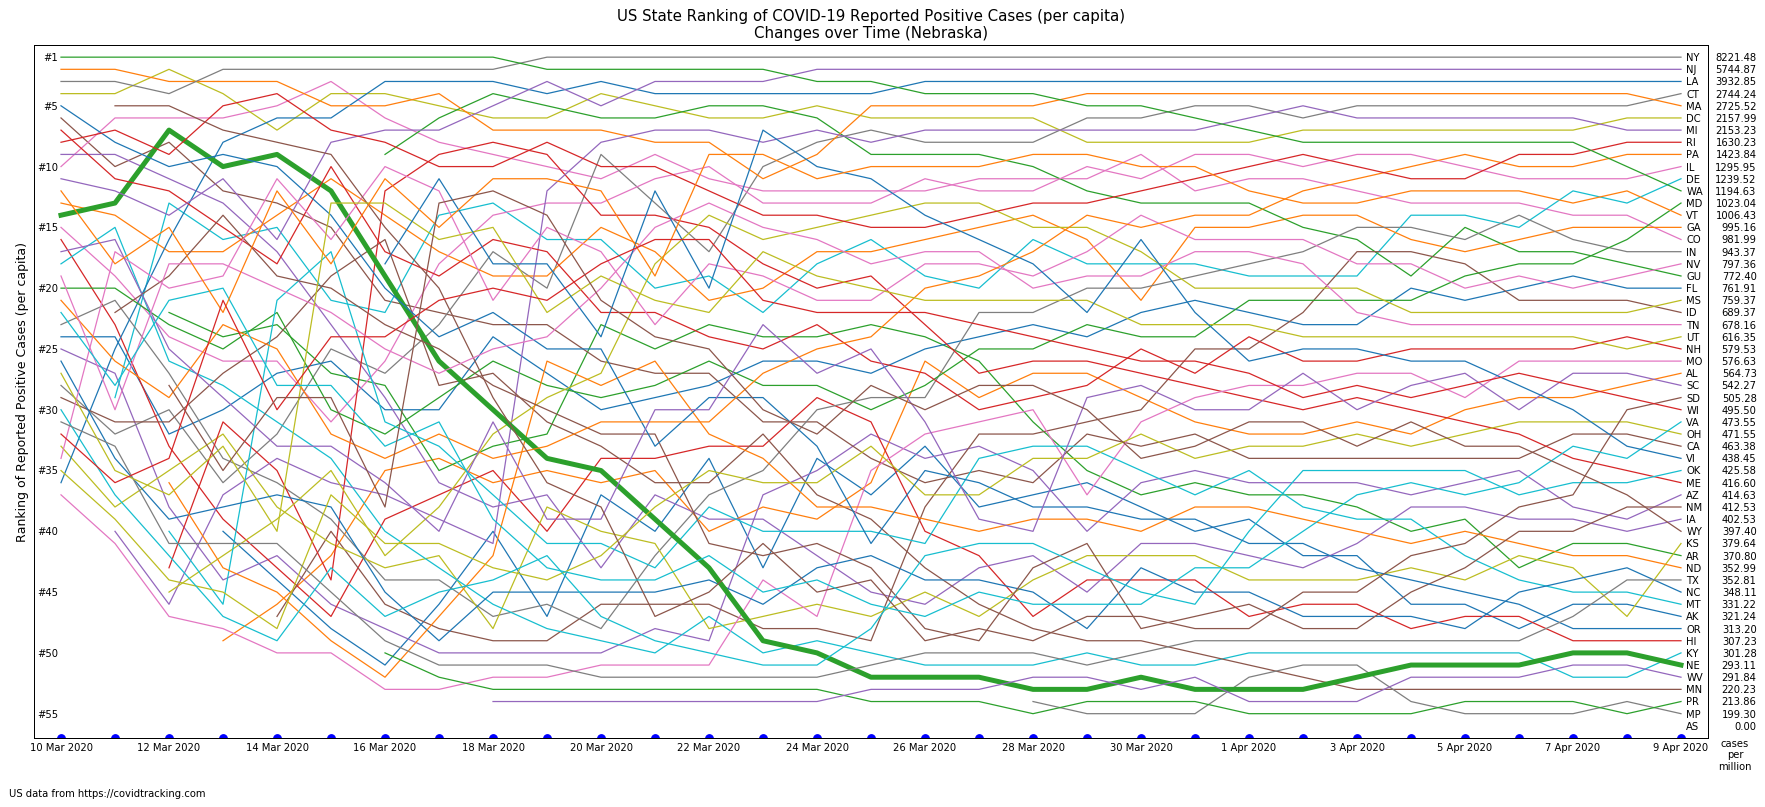 US State Ranking of COVID-19 Reported Positive Cases (per capita)
Changes over Time (Nebraska)
Ranking of Reported Positive Cases (per capita)
#1
#5
#10
#15
#20
#25
#30
#35
#40
#45
#50
#55
NY 8221.48
NJ 5744.87
LA 3932.85
CT 2744.24
MA 2725.52
DC 2157.99
MI 2153.23
RI 1630.23
PA 1423.84
IL 1295.95
DE 1239.52
WA 1194.63
MD 1023.04
VT 1006.43
GA 995.16
CO 981.99
IN 943.37
NV 797.36
GU 772.40
FL 761.91
MS 759.37
ID 689.37
TN 678.16
UT 616.35
NH 579.53
MO 576.63
AL 564.73
SC 542.27
SD 505.28
WI 495.50
VA 473.55
OH 471.55
CA 463.38
VI 438.45
OK 425.58
ME 416.60
AZ 414.63
NM 412.53
IA 402.53
WY 397.40
KS 379.64
AR 370.80
ND 352.99
TX 352.81
NC 348.11
MT 331.22
AK 321.24
OR 313.20
HI 307.23
KY 301.28
NE 293.11
WV 291.84
MN 220.23
PR 213.86
MP 199.30
AS 0.00
10 Mar 2020 12 Mar 2020 14 Mar 2020 16 Mar 2020 18 Mar 2020 20 Mar 2020 22 Mar 2020 24 Mar 2020 26 Mar 2020 28 Mar 2020 30 Mar 2020 1 Apr 2020 3 Apr 2020 5 Apr 2020 7 Apr 2020 9 Apr 2020
cases
per
million
US data from https://covidtracking.com